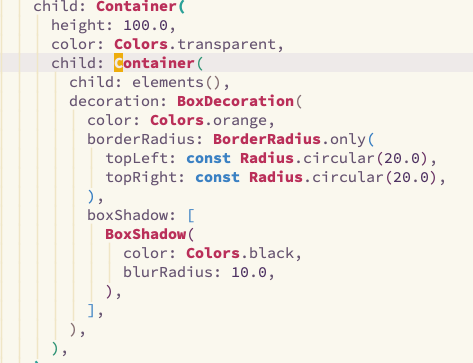 child: Container(
height: 100.0,
color: Colors.transparent,
child: Container(
child: elements(),
decoration: BoxDecoration(
color: Colors.orange,
borderRadius: BorderRadius.only(
topLeft: const Radius.circular(20.0),
topRight: const Radius.circular(20.0),
),
boxShadow: [
BoxShadow(
color: Colors.black,
blurRadius: 10.0,
),
],
),
),